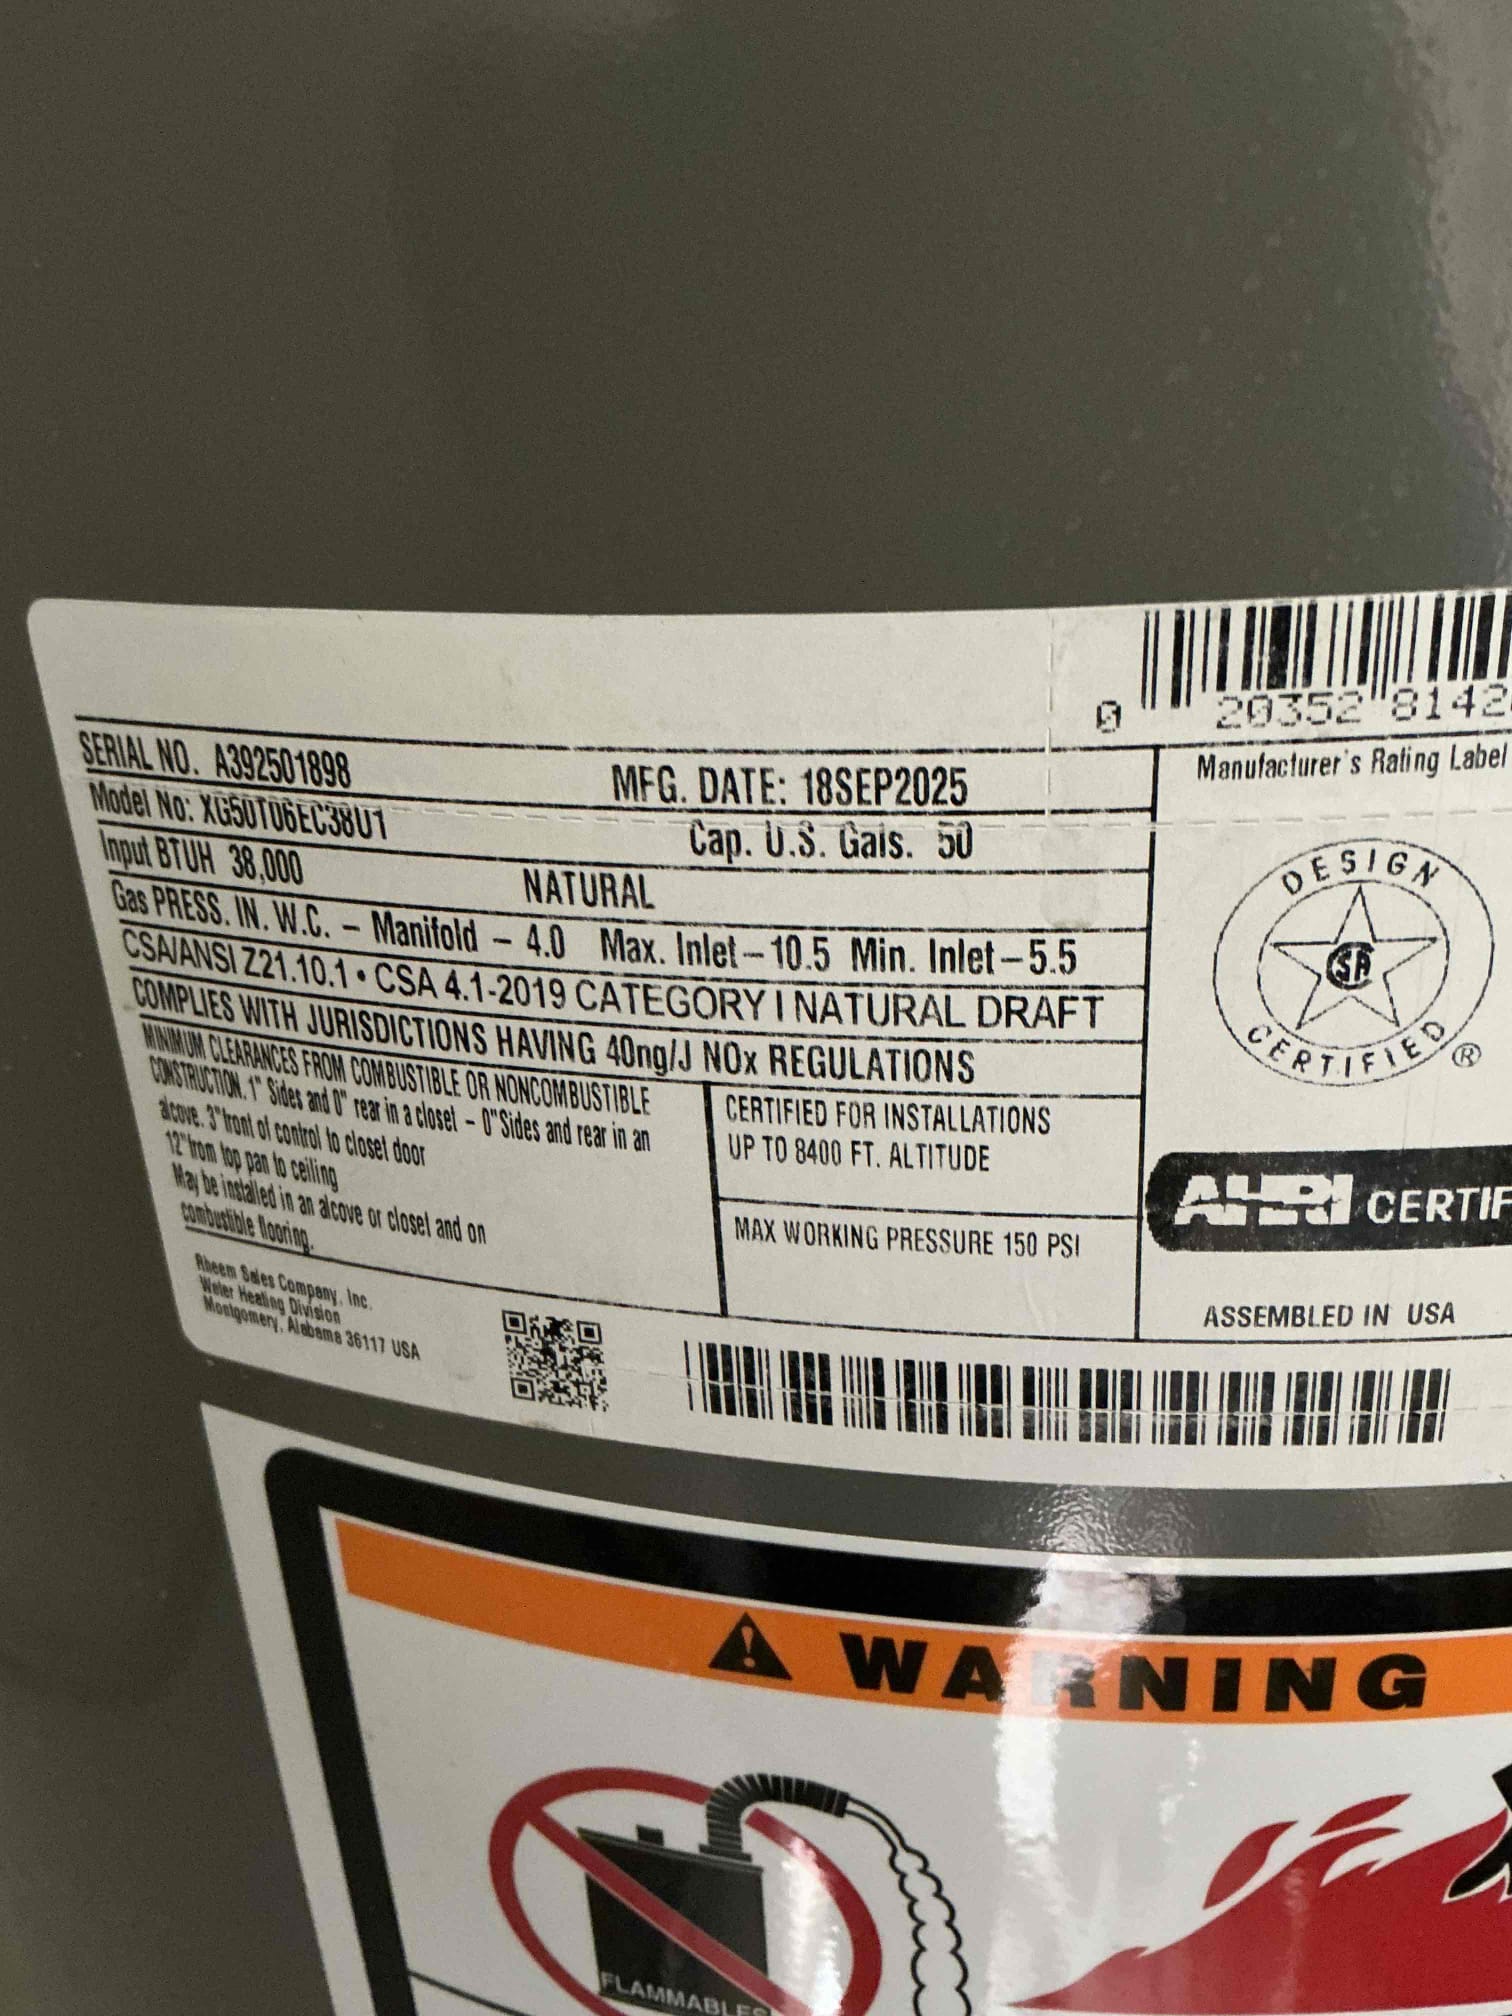 0 20352 8142
SERIAL NO. A392501898 MFG. DATE: 18SEP2025
Model No: XG50T06EC38U1 Cap. U.S. Gals. 50
Input BTUH 38,000 NATURAL
Gas PRESS. IN. W.C. – Manifold – 4.0 Max. Inlet – 10.5 Min. Inlet – 5.5
CSA/ANSI Z21.10.1 • CSA 4.1-2019 CATEGORY I NATURAL DRAFT
COMPLIES WITH JURISDICTIONS HAVING 40ng/J NOx REGULATIONS
MINIMUM CLEARANCES FROM COMBUSTIBLE OR NONCOMBUSTIBLE
CONSTRUCTION. 1" Sides and 0" rear in a closet – 0" Sides and rear in an
alcove. 3" front of control to closet door
12" from top pan to ceiling
May be installed in an alcove or closet and on
combustible flooring.
CERTIFIED FOR INSTALLATIONS
UP TO 8400 FT. ALTITUDE
MAX WORKING PRESSURE 150 PSI
Rheem Sales Company, Inc.
Water Heating Division
Montgomery, Alabama 36117 USA
Manufacturer's Rating Label
DESIGN
SA
CERTIFIED ®
AHRI CERTIF
ASSEMBLED IN USA
WARNING
FLAMMABLES